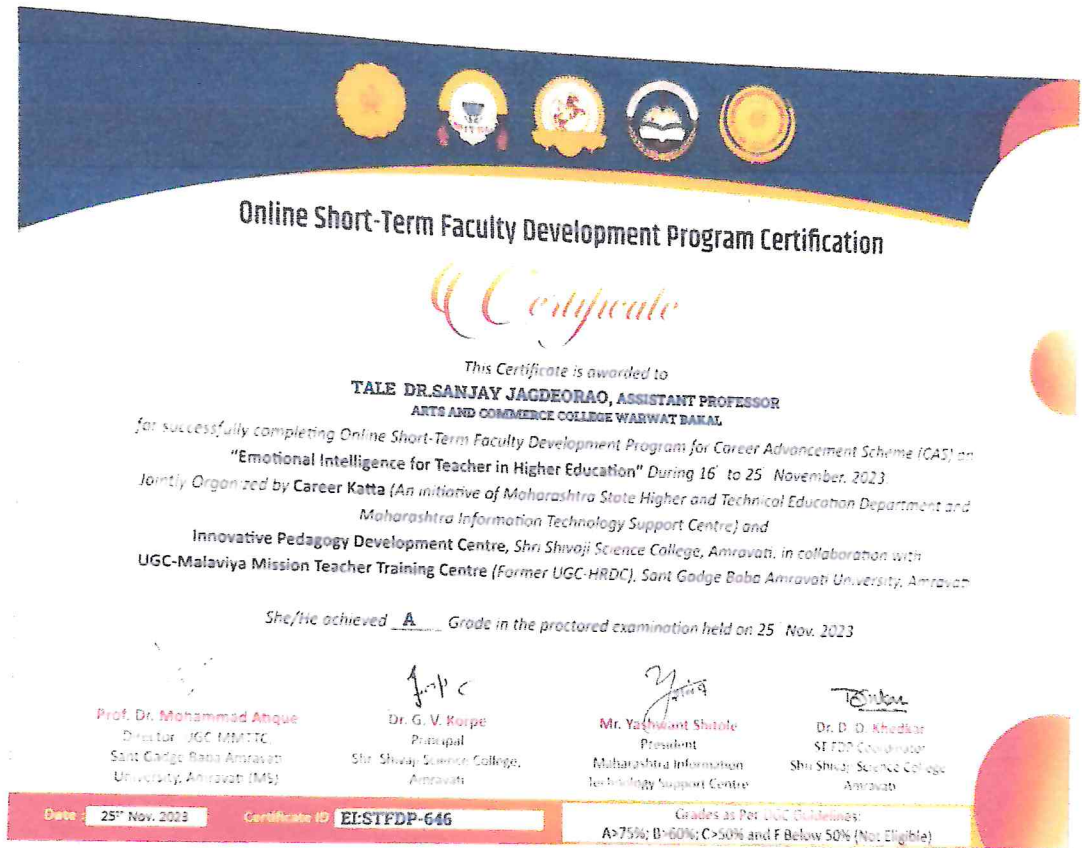 Online Short-Term Faculty Development Program Certification
Certificate
This Certificate is awarded to
TALE DR.SANJAY JAGDEORAO, ASSISTANT PROFESSOR
ARTS AND COMMERCE COLLEGE WARWAT BAKAL
for successfully completing Online Short-Term Faculty Development Program for Career Advancement Scheme (CAS) on
"Emotional Intelligence for Teacher in Higher Education" During 16 to 25 November, 2023
Jointly Organized by Career Katta (An initiative of Maharashtra State Higher and Technical Education Department and
Maharashtra Information Technology Support Centre) and
Innovative Pedagogy Development Centre, Shri Shivaji Science College, Amravati, in collaboration with
UGC-Malaviya Mission Teacher Training Centre (Former UGC-HRDC), Sant Gadge Baba Amravati University, Amravati
She/He achieved A Grade in the proctored examination held on 25 Nov. 2023
Prof. Dr. Mohammad Atique
Director UGC MMTTC
Sant Gadge Baba Amravati
University, Amravati (MS)
Dr. G. V. Korpe
Principal
Shri Shivaji Science College,
Amravati
Mr. Yashwant Shitole
President
Maharashtra Information
Technology Support Centre
Dr. D. D. Khedkar
STFDP Coordinator
Shri Shivaji Science College
Amravati
Date : 25th Nov. 2023
Certificate ID EI:STFDP-646
Grades as Per UGC Guidelines:
A>75%; B>60%; C>50% and F Below 50% (Not Eligible)